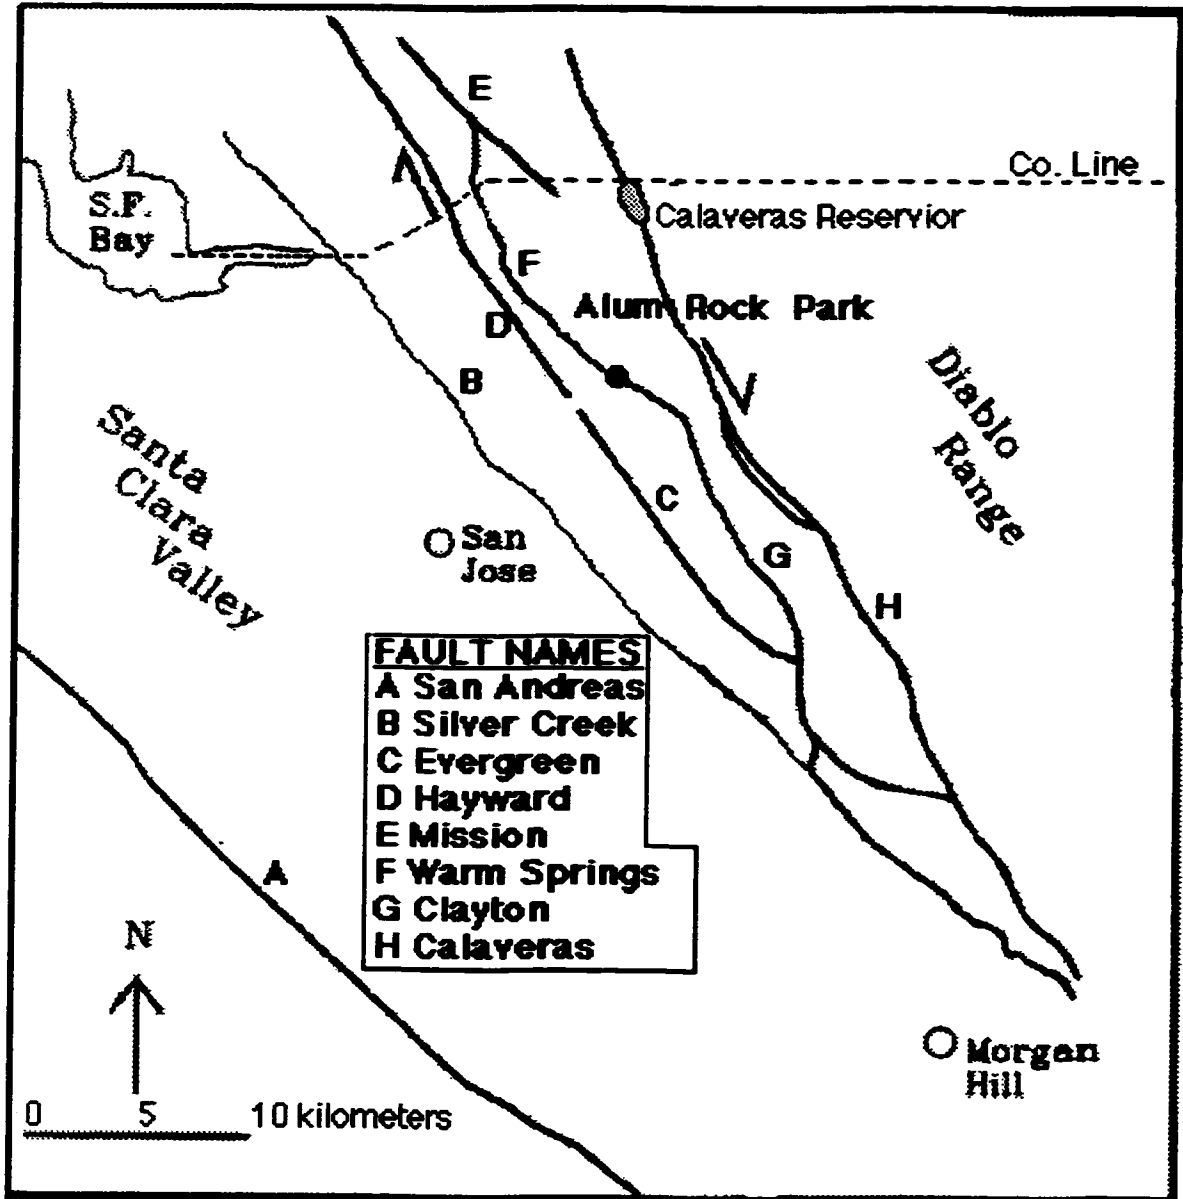 E
Co. Line
S.F.
Bay
Calaveras Reservior
F
Alum Rock Park
D
B
Diablo
Range
Santa
Clara
Valley
C
San
Jose
G
H
FAULT NAMES
A San Andreas
B Silver Creek
C Evergreen
D Hayward
E Mission
F Warm Springs
G Clayton
H Calaveras
A
N
Morgan
Hill
0 5 10 kilometers